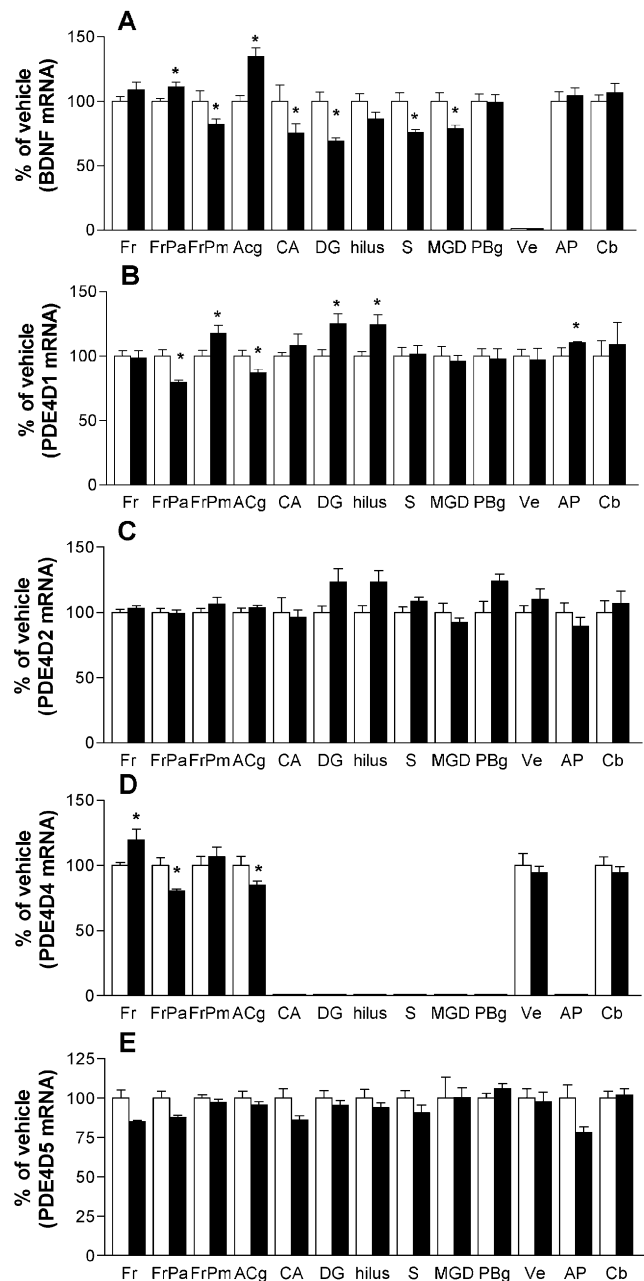 A
% of vehicle
(BDNF mRNA)
150
100
50
0
* * * * * * *
Fr FrPa FrPm Acg CA DG hilus S MGD PBg Ve AP Cb
B
% of vehicle
(PDE4D1 mRNA)
150
100
50
0
* * * * * *
Fr FrPa FrPm ACg CA DG hilus S MGD PBg Ve AP Cb
C
% of vehicle
(PDE4D2 mRNA)
150
100
50
0
Fr FrPa FrPm ACg CA DG hilus S MGD PBg Ve AP Cb
D
% of vehicle
(PDE4D4 mRNA)
150
100
50
0
* * *
Fr FrPa FrPm ACg CA DG hilus S MGD PBg Ve AP Cb
E
% of vehicle
(PDE4D5 mRNA)
125
100
75
50
25
0
Fr FrPa FrPm ACg CA DG hilus S MGD PBg Ve AP Cb